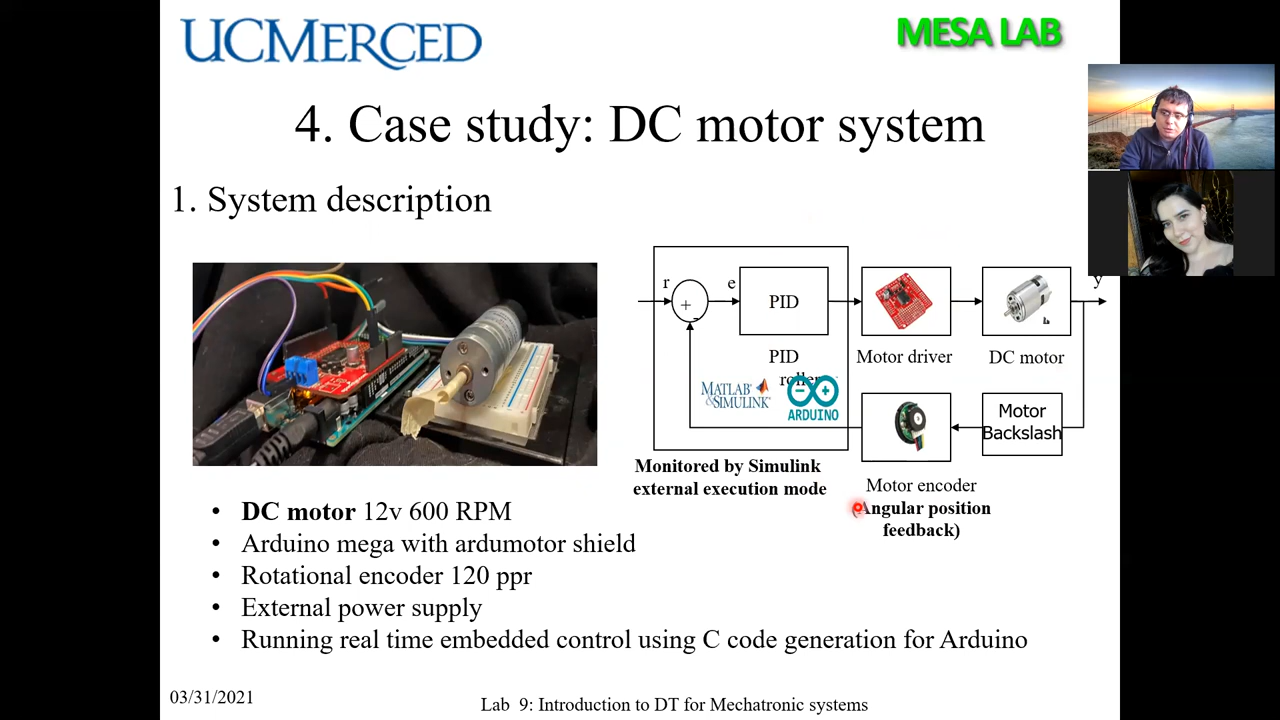 UCMERCED
MESA LAB
4. Case study: DC motor system
1. System description
r
e
y
+
-
PID
PID
Motor driver
DC motor
roller
MATLAB
&SIMULINK
ARDUINO
Motor
Backslash
Monitored by Simulink
external execution mode
Motor encoder
(Angular position
feedback)
• DC motor 12v 600 RPM
• Arduino mega with ardumotor shield
• Rotational encoder 120 ppr
• External power supply
• Running real time embedded control using C code generation for Arduino
03/31/2021
Lab 9: Introduction to DT for Mechatronic systems